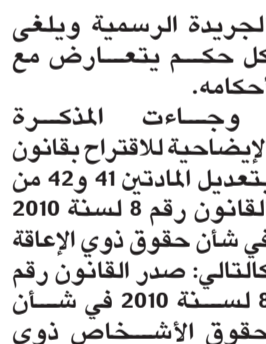 لجريدة الرسمية ويلغى
كل حكم يتعارض مع
أحكامه.
وجاءت المذكرة
لإيضاحية للاقتراح بقانون
بتعديل المادتين 41 و42 من
لقانون رقم 8 لسنة 2010
في شأن حقوق ذوي الإعاقة
كالتالي: صدر القانون رقم
8 لسنة 2010 في شأن
حقوق الأشخاص ذوي